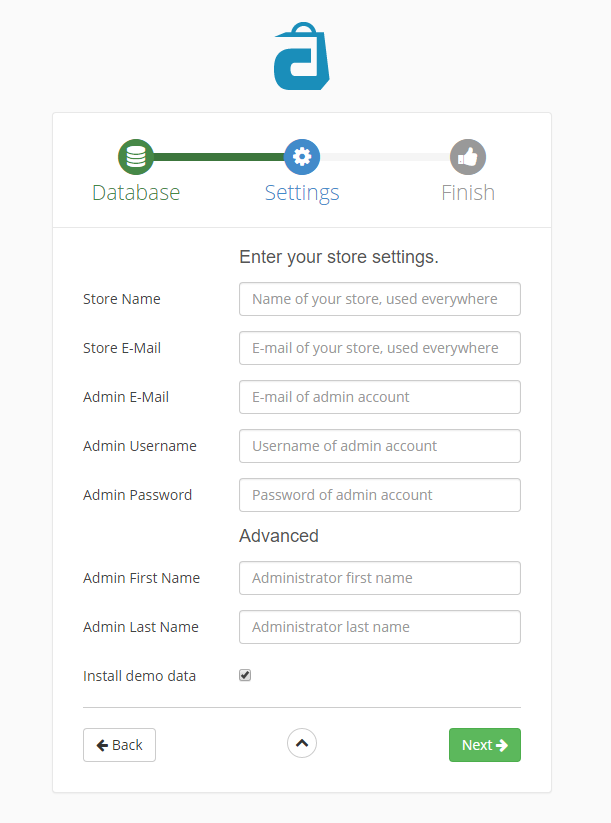 Database Settings Finish
Enter your store settings.
Store Name Name of your store, used everywhere
Store E-Mail E-mail of your store, used everywhere
Admin E-Mail E-mail of admin account
Admin Username Username of admin account
Admin Password Password of admin account
Advanced
Admin First Name Administrator first name
Admin Last Name Administrator last name
Install demo data
Back Next